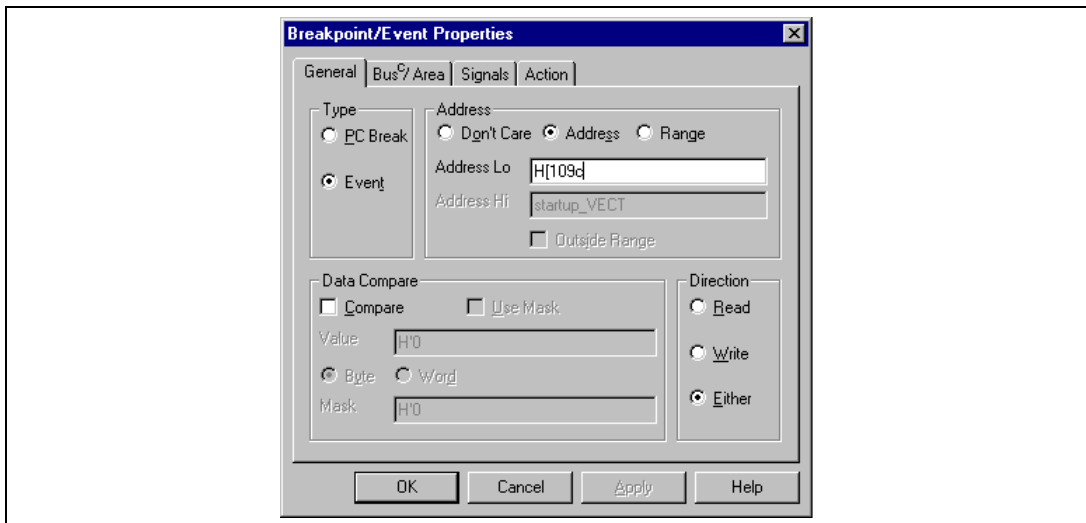 Breakpoint/Event Properties
General Bus⁰/ Area Signals Action
Type
PC Break
Event
Address
Don't Care Address Range
Address Lo H[109c
Address Hi startup_VECT
Outside Range
Data Compare
Compare Use Mask
Value H'0
Byte Word
Mask H'0
Direction
Read
Write
Either
OK Cancel Apply Help